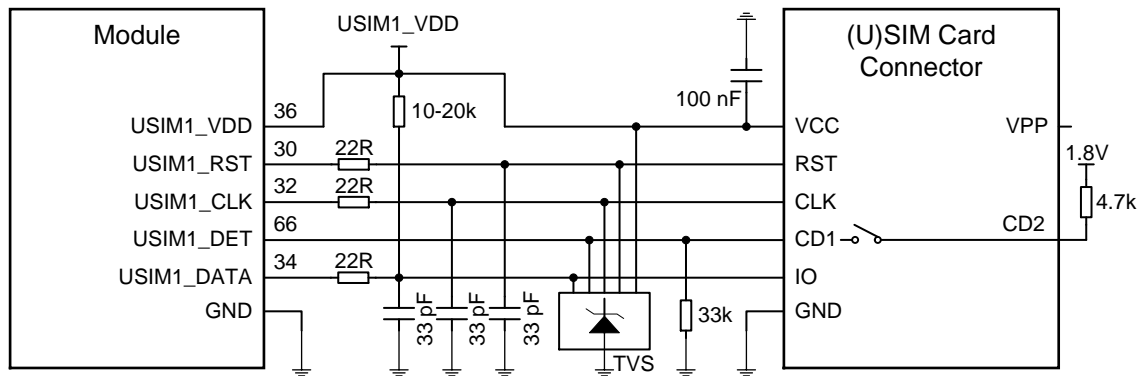 Module
USIM1_VDD
(U)SIM Card
Connector
10-20k
100 nF
36
USIM1_VDD
VCC
VPP
30
22R
USIM1_RST
RST
1.8V
32
22R
USIM1_CLK
CLK
4.7k
66
USIM1_DET
CD1
CD2
34
22R
USIM1_DATA
IO
GND
33 pF
33 pF
33 pF
33k
GND
TVS